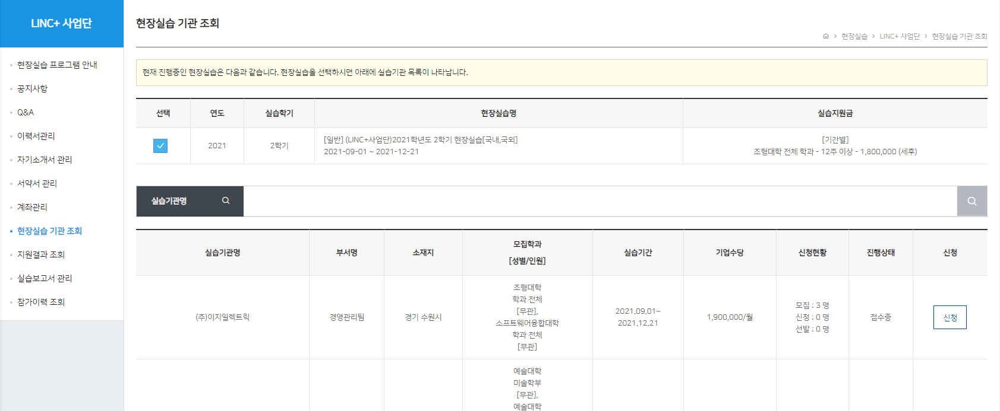 LINC+ 사업단
현장실습 프로그램 안내
공지사항
Q&A
이력서관리
자기소개서 관리
서약서 관리
계좌관리
현장실습 기관 조회
지원결과 조회
실습보고서 관리
참가이력 조회
현장실습 기관 조회
현장실습 > LINC+ 사업단 > 현장실습 기관 조회
현재 진행중인 현장실습은 다음과 같습니다. 현장실습을 선택하시면 아래에 실습기관 목록이 나타납니다.
선택 연도 실습학기 현장실습명 실습지원금
2021 2학기
[일반] (LINC+사업단)2021학년도 2학기 현장실습[국내,국외]
2021-09-01 ~ 2021-12-21
[기간별]
조형대학 전체 학과 - 12주 이상 - 1,800,000 (세후)
실습기관명
실습기관명 부서명 소재지
모집학과
[성별/인원]
실습기간 기업수당 신청현황 진행상태 신청
(주)이지일렉트릭 경영관리팀 경기 수원시
조형대학
학과 전체
[무관],
소프트웨어융합대학
학과 전체
[무관]
2021.09.01~
2021.12.21
1,900,000/월
모집 : 3 명
신청 : 0 명
선발 : 0 명
접수중
신청
예술대학
미술학부
[무관],
예술대학